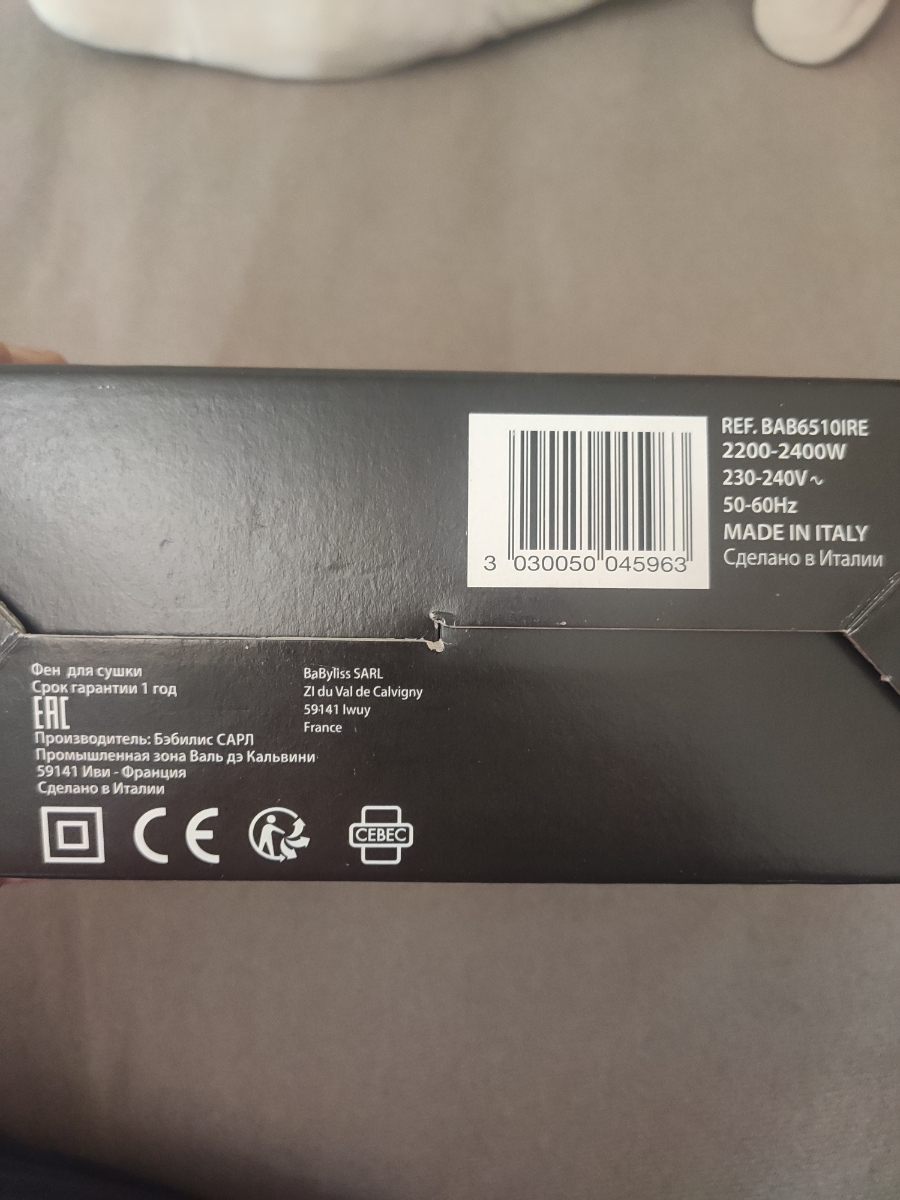 REF. BAB6510IRE
2200-2400W
230-240V~
50-60Hz
MADE IN ITALY
Сделано в Италии
3 030050 045963
Фен для сушки
Срок гарантии 1 год
EAC
Производитель: Бэбилис САРЛ
Промышленная зона Валь дэ Кальвини
59141 Иви - Франция
Сделано в Италии
BaByliss SARL
ZI du Val de Calvigny
59141 Iwuy
France
CE
CEBEC